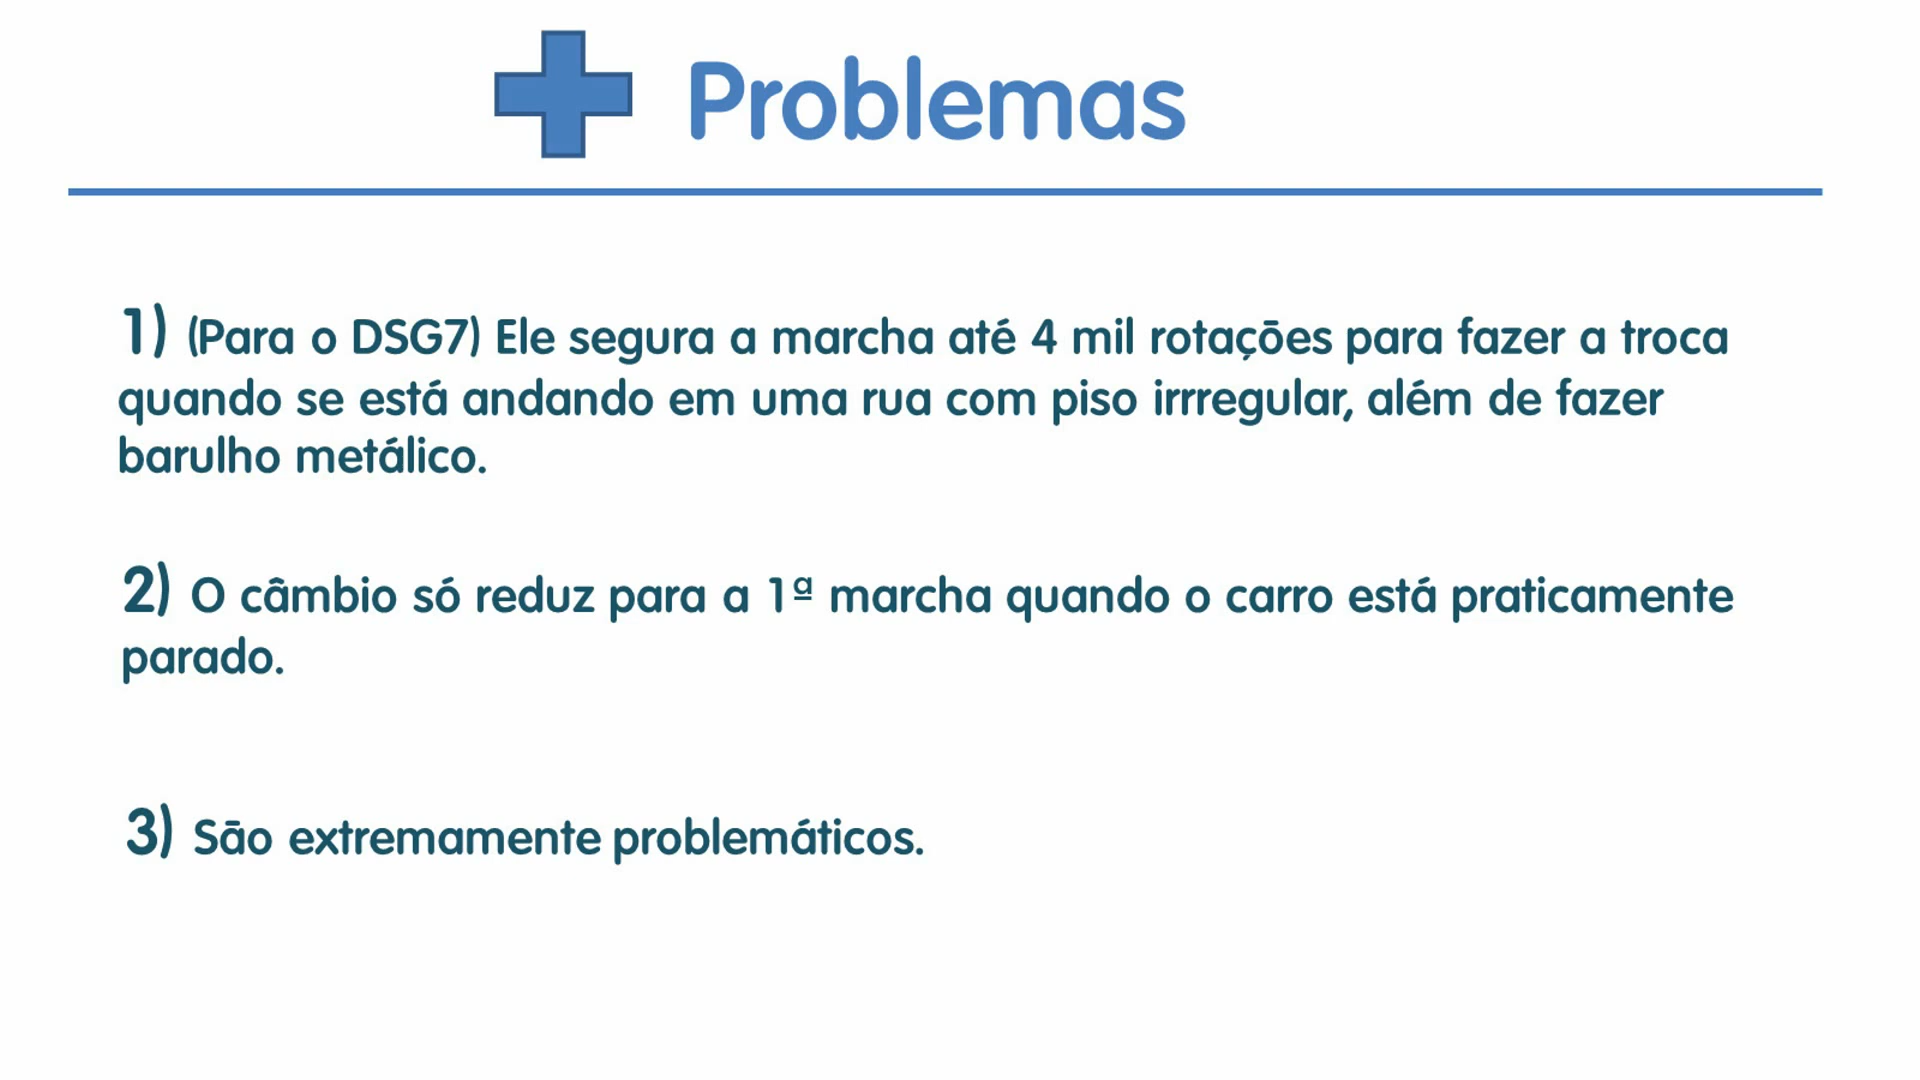 Problemas
1) (Para o DSG7) Ele segura a marcha até 4 mil rotações para fazer a troca
quando se está andando em uma rua com piso irrregular, além de fazer
barulho metálico.
2) O câmbio só reduz para a 1ª marcha quando o carro está praticamente
parado.
3) São extremamente problemáticos.